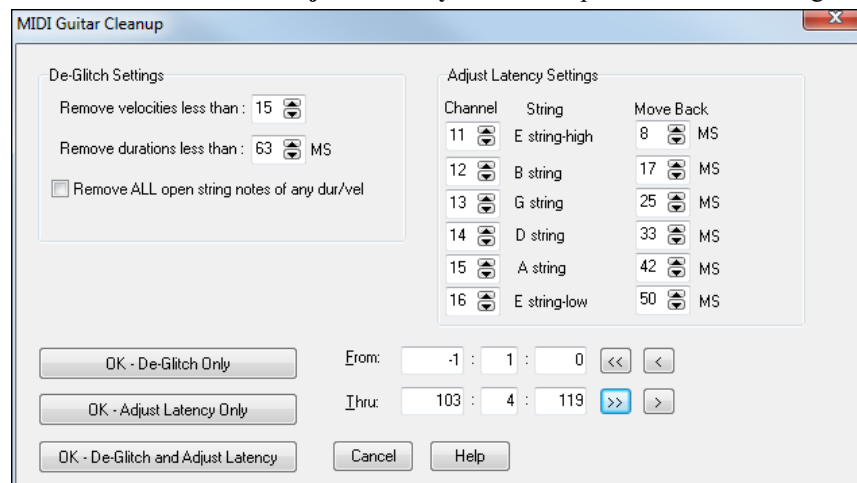 MIDI Guitar Cleanup
De-Glitch Settings
Remove velocities less than : 15
Remove durations less than : 63 MS
Remove ALL open string notes of any dur/vel
Adjust Latency Settings
Channel String Move Back
11 E string-high 8 MS
12 B string 17 MS
13 G string 25 MS
14 D string 33 MS
15 A string 42 MS
16 E string-low 50 MS
OK - De-Glitch Only
From: -1 : 1 : 0 << <
OK - Adjust Latency Only
Thru: 103 : 4 : 119 >> >
OK - De-Glitch and Adjust Latency
Cancel Help